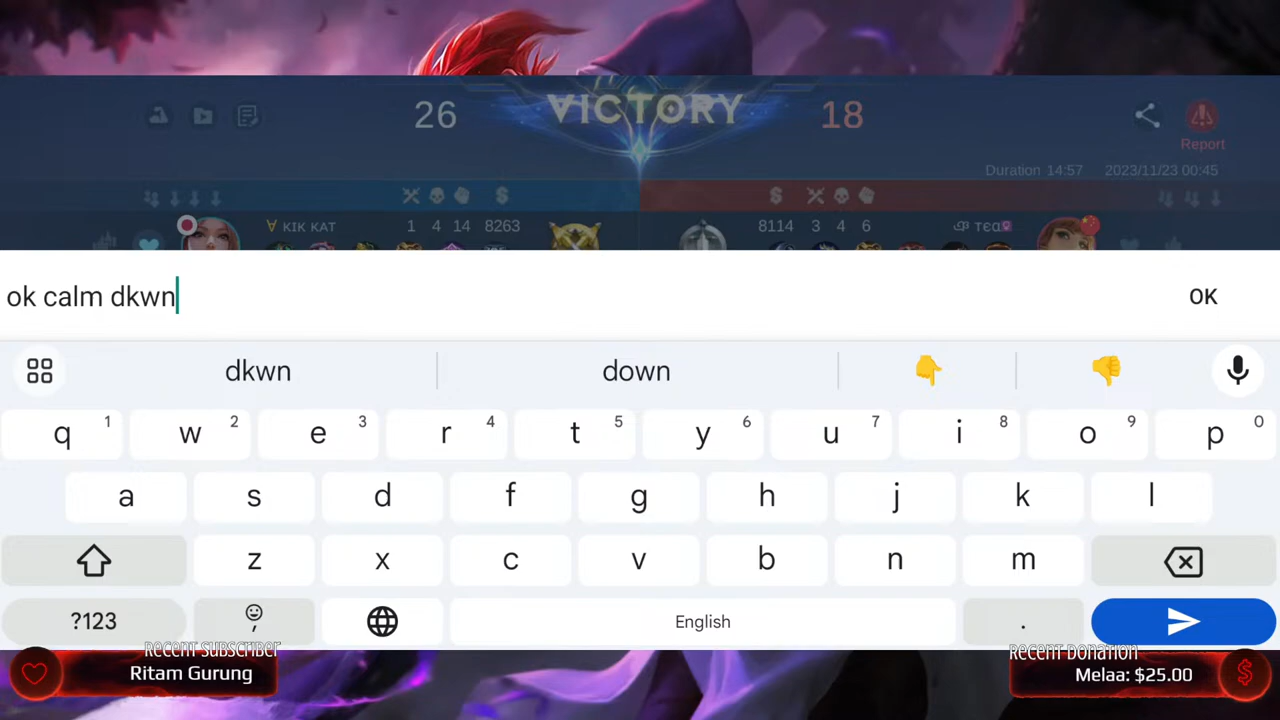 26 VICTORY 18
Report
Duration 14:57 2023/11/23 00:45
KIK KAT 1 4 14 8263 8114 3 4 6 ᴛєα
ok calm dkwn OK
dkwn down
q 1 w 2 e 3 r 4 t 5 y 6 u 7 i 8 o 9 p 0
a s d f g h j k l
z x c v b n m
?123 , English .
Recent Subscriber Recent Donation
Ritam Gurung Melaa: $25.00